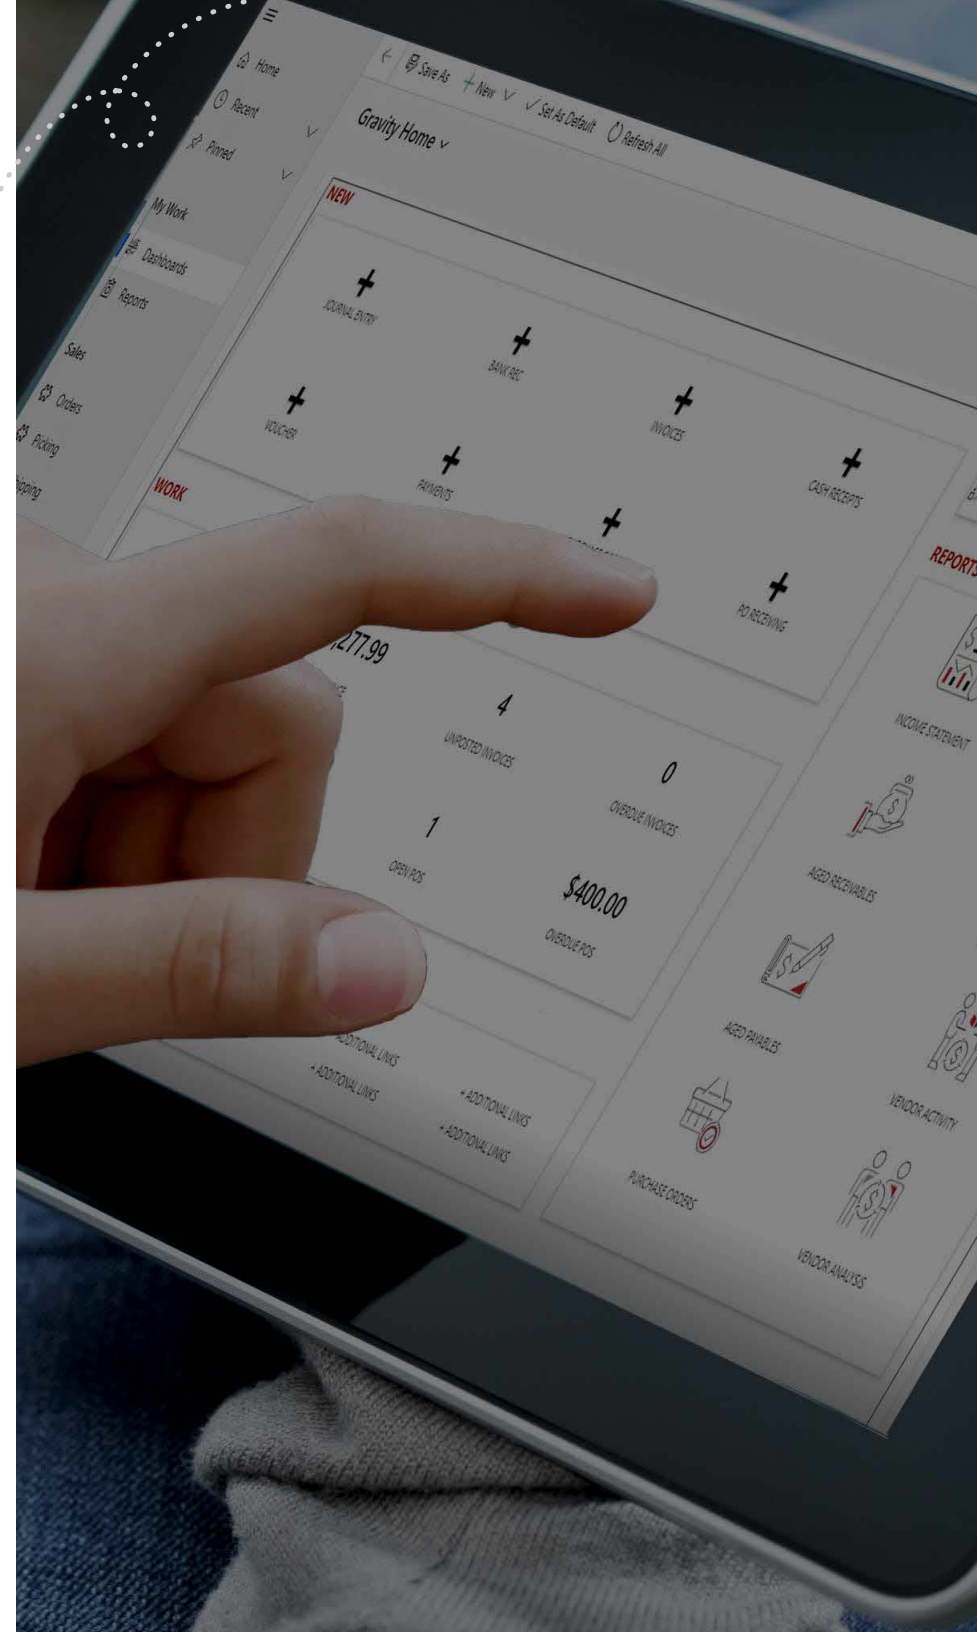 Home
Recent
Pinned
My Work
Dashboards
Reports
Sales
Orders
Picking
Save As
New
Set As Default
Refresh All
Gravity Home
NEW
JOURNAL ENTRY
BANK REC
INVOICES
CASH RECEIPTS
VOUCHER
PAYMENTS
PO RECEIVING
WORK
277.99
4
UNPOSTED INVOICES
0
OVERDUE INVOICES
1
OPEN POS
$400.00
OVERDUE POS
ADDITIONAL LINKS
+ ADDITIONAL LINKS
+ ADDITIONAL LINKS
+ ADDITIONAL LINKS
REPORTS
INCOME STATEMENT
AGED RECEIVABLES
AGED PAYABLES
VENDOR ACTIVITY
PURCHASE ORDERS
VENDOR ANALYSIS